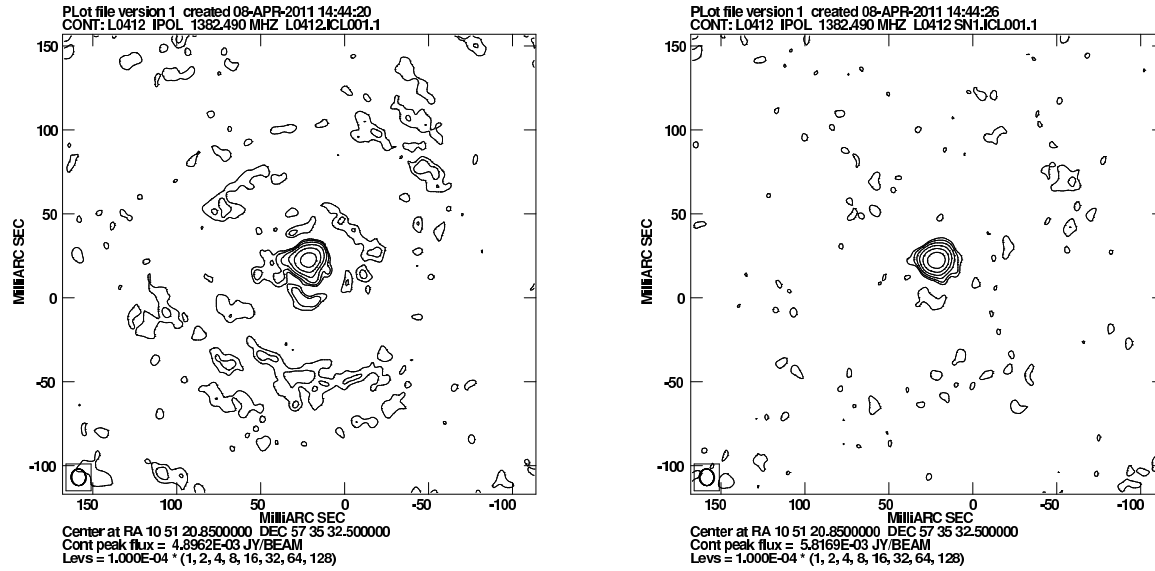 PLot file version 1 created 08-APR-2011 14:44:20
CONT: L0412 IPOL 1382.490 MHZ L0412.ICL001.1
150
100
50
0
-50
-100
MilliARC SEC
150 100 50 0 -50 -100
MilliARC SEC
Center at RA 10 51 20.8500000 DEC 57 35 32.500000
Cont peak flux = 4.8962E-03 JY/BEAM
Levs = 1.000E-04 * (1, 2, 4, 8, 16, 32, 64, 128)
PLot file version 1 created 08-APR-2011 14:44:26
CONT: L0412 IPOL 1382.490 MHZ L0412 SN1.ICL001.1
150
100
50
0
-50
-100
MilliARC SEC
150 100 50 0 -50 -100
MilliARC SEC
Center at RA 10 51 20.8500000 DEC 57 35 32.500000
Cont peak flux = 5.8169E-03 JY/BEAM
Levs = 1.000E-04 * (1, 2, 4, 8, 16, 32, 64, 128)